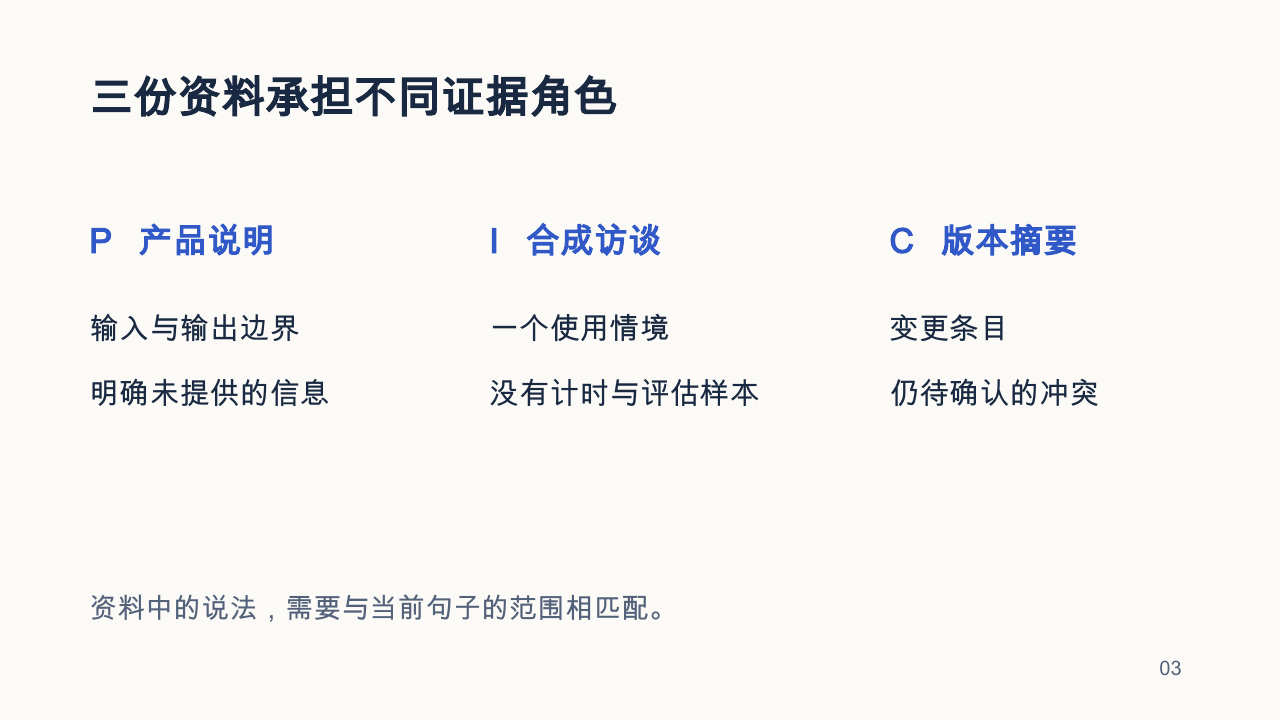 三份资料承担不同证据角色
P 产品说明
输入与输出边界
明确未提供的信息
I 合成访谈
一个使用情境
没有计时与评估样本
C 版本摘要
变更条目
仍待确认的冲突
资料中的说法，需要与当前句子的范围相匹配。
03